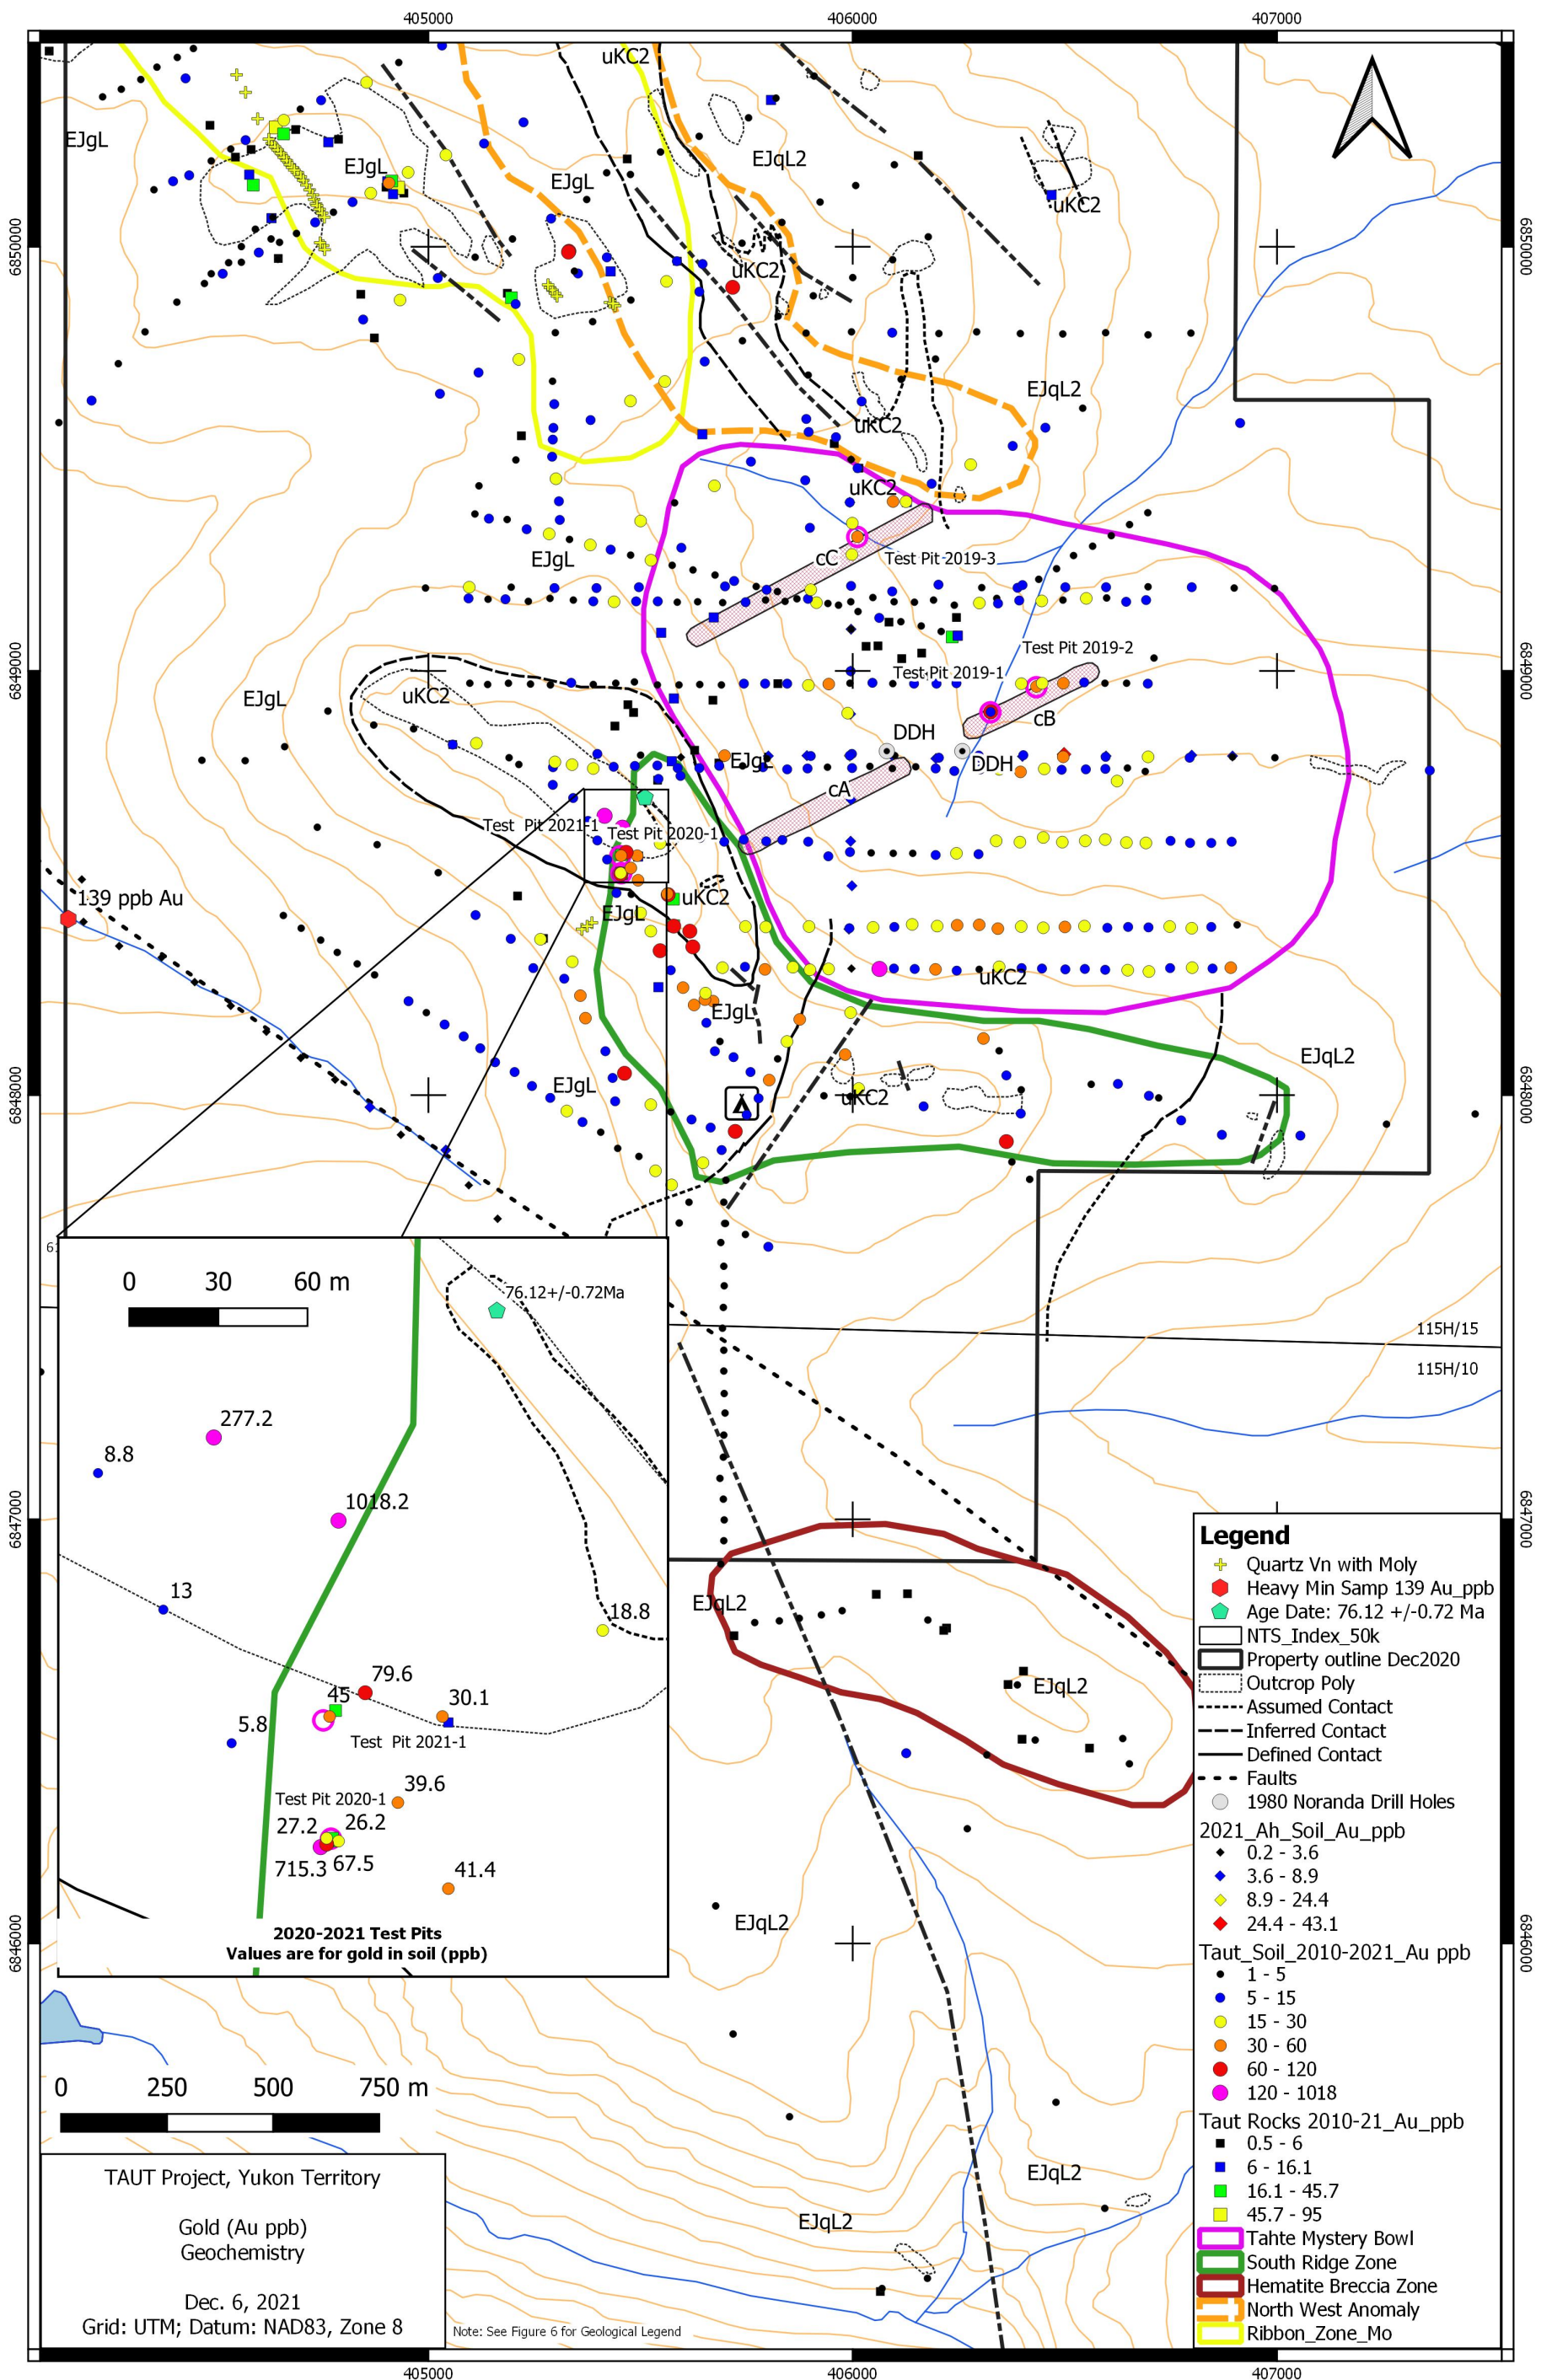 405000
406000
407000
uKC2
EJgL
EJqL2
EJgL
EJgL
uKC2
6850000
6850000
uKC2
EJqL2
uKC2
uKC2
Test Pit 2019-3
cC
EJgL
Test Pit 2019-2
6849000
6849000
Test Pit 2019-1
EJgL
uKC2
cB
DDH
EJgL
DDH
cA
Test Pit 2021-1
Test Pit 2020-1
139 ppb Au
uKC2
EJgL
uKC2
EJgL
EJqL2
EJgL
uKC2
6848000
6848000
61
0 30 60 m
76.12+/-0.72Ma
115H/15
115H/10
277.2
8.8
1018.2
13
18.8
79.6
45
30.1
5.8
Test Pit 2021-1
39.6
Test Pit 2020-1
27.2
26.2
715.3
67.5
41.4
2020-2021 Test Pits
Values are for gold in soil (ppb)
6847000
6847000
EJqL2
EJqL2
EJqL2
6846000
6846000
EJqL2
EJqL2
0 250 500 750 m
TAUT Project, Yukon Territory
Gold (Au ppb)
Geochemistry
Dec. 6, 2021
Grid: UTM; Datum: NAD83, Zone 8
Note: See Figure 6 for Geological Legend
Legend
Quartz Vn with Moly
Heavy Min Samp 139 Au_ppb
Age Date: 76.12 +/-0.72 Ma
NTS_Index_50k
Property outline Dec2020
Outcrop Poly
Assumed Contact
Inferred Contact
Defined Contact
Faults
1980 Noranda Drill Holes
2021_Ah_Soil_Au_ppb
0.2 - 3.6
3.6 - 8.9
8.9 - 24.4
24.4 - 43.1
Taut_Soil_2010-2021_Au ppb
1 - 5
5 - 15
15 - 30
30 - 60
60 - 120
120 - 1018
Taut Rocks 2010-21_Au_ppb
0.5 - 6
6 - 16.1
16.1 - 45.7
45.7 - 95
Tahte Mystery Bowl
South Ridge Zone
Hematite Breccia Zone
North West Anomaly
Ribbon_Zone_Mo
405000
406000
407000